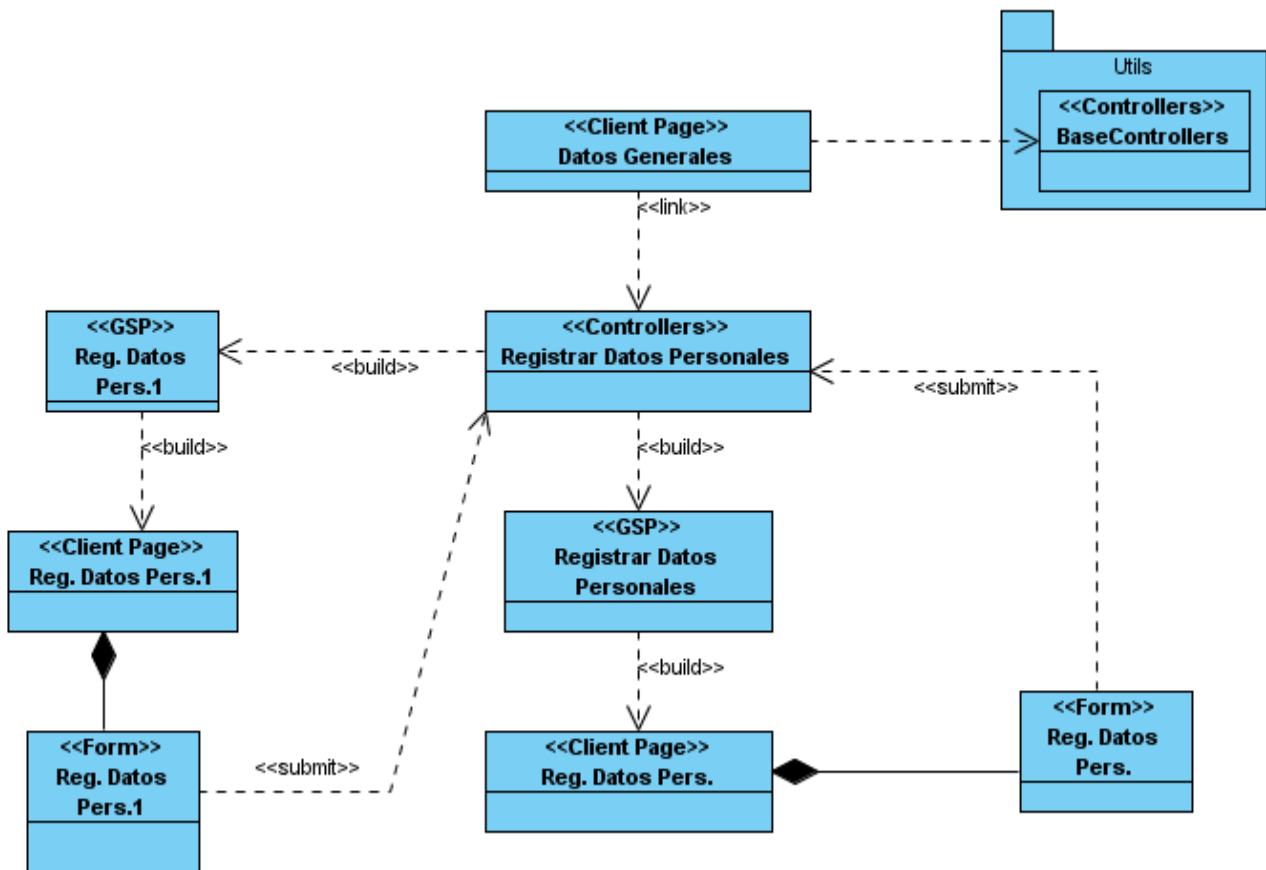 Utils
<<Controllers>>
BaseControllers
<<Client Page>>
Datos Generales
<<link>>
<<GSP>>
Reg. Datos
Pers.1
<<build>>
<<Controllers>>
Registrar Datos Personales
<<submit>>
<<build>>
<<build>>
<<Client Page>>
Reg. Datos Pers.1
<<GSP>>
Registrar Datos
Personales
<<build>>
<<Form>>
Reg. Datos
Pers.1
<<submit>>
<<Client Page>>
Reg. Datos Pers.
<<Form>>
Reg. Datos
Pers.